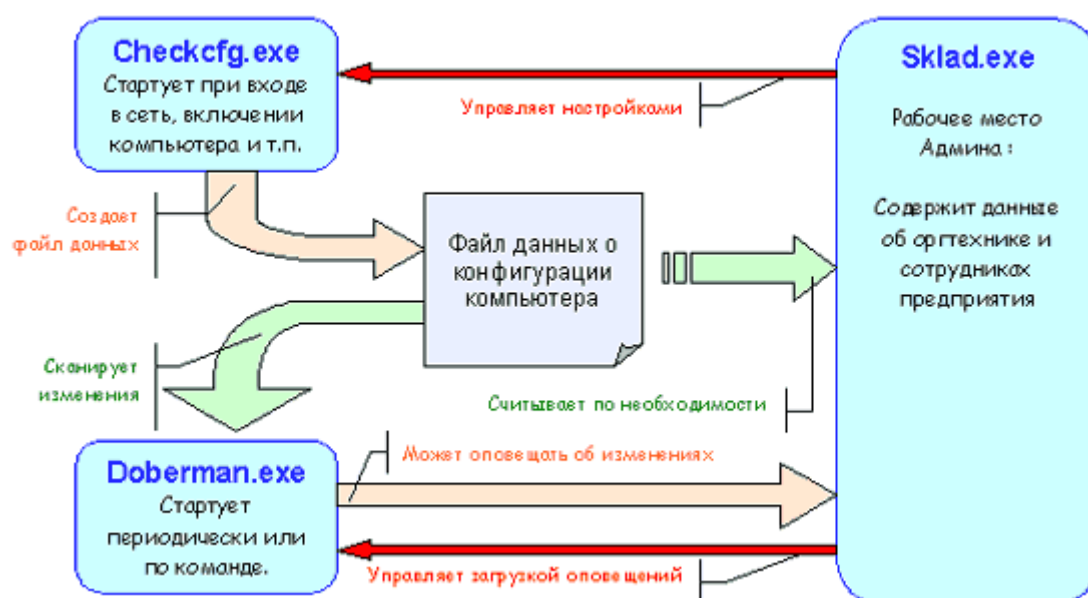 Checkcfg.exe
Стартует при входе
в сеть, включении
компьютера и т.п.
Управляет настройками
Sklad.exe
Рабочее место
Админа :
Содержит данные
об оргтехнике и
сотрудниках
предприятия
Создает
файл данных
Файл данных о
конфигурации
компьютера
Сканирует
изменения
Считывает по необходимости
Doberman.exe
Стартует
периодически или
по команде.
Может оповещать об изменениях
Управляет загрузкой оповещений